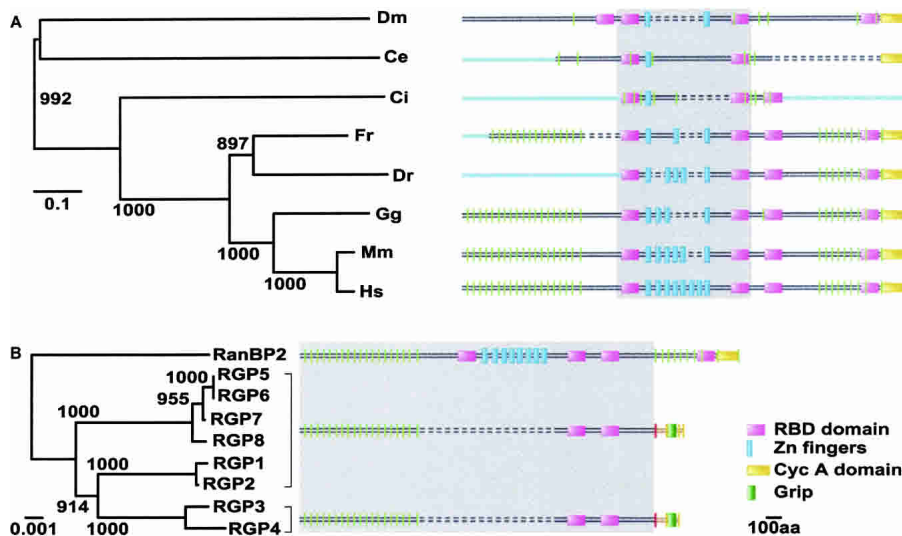 A
Dm
Ce
992
Ci
897
Fr
0.1
Dr
1000
Gg
1000
Mm
1000
Hs
B
RanBP2
1000
RGP5
RGP6
955
1000
RGP7
RGP8
1000
RGP1
RGP2
914
RGP3
0.001
1000
RGP4
RBD domain
Zn fingers
Cyc A domain
Grip
100aa